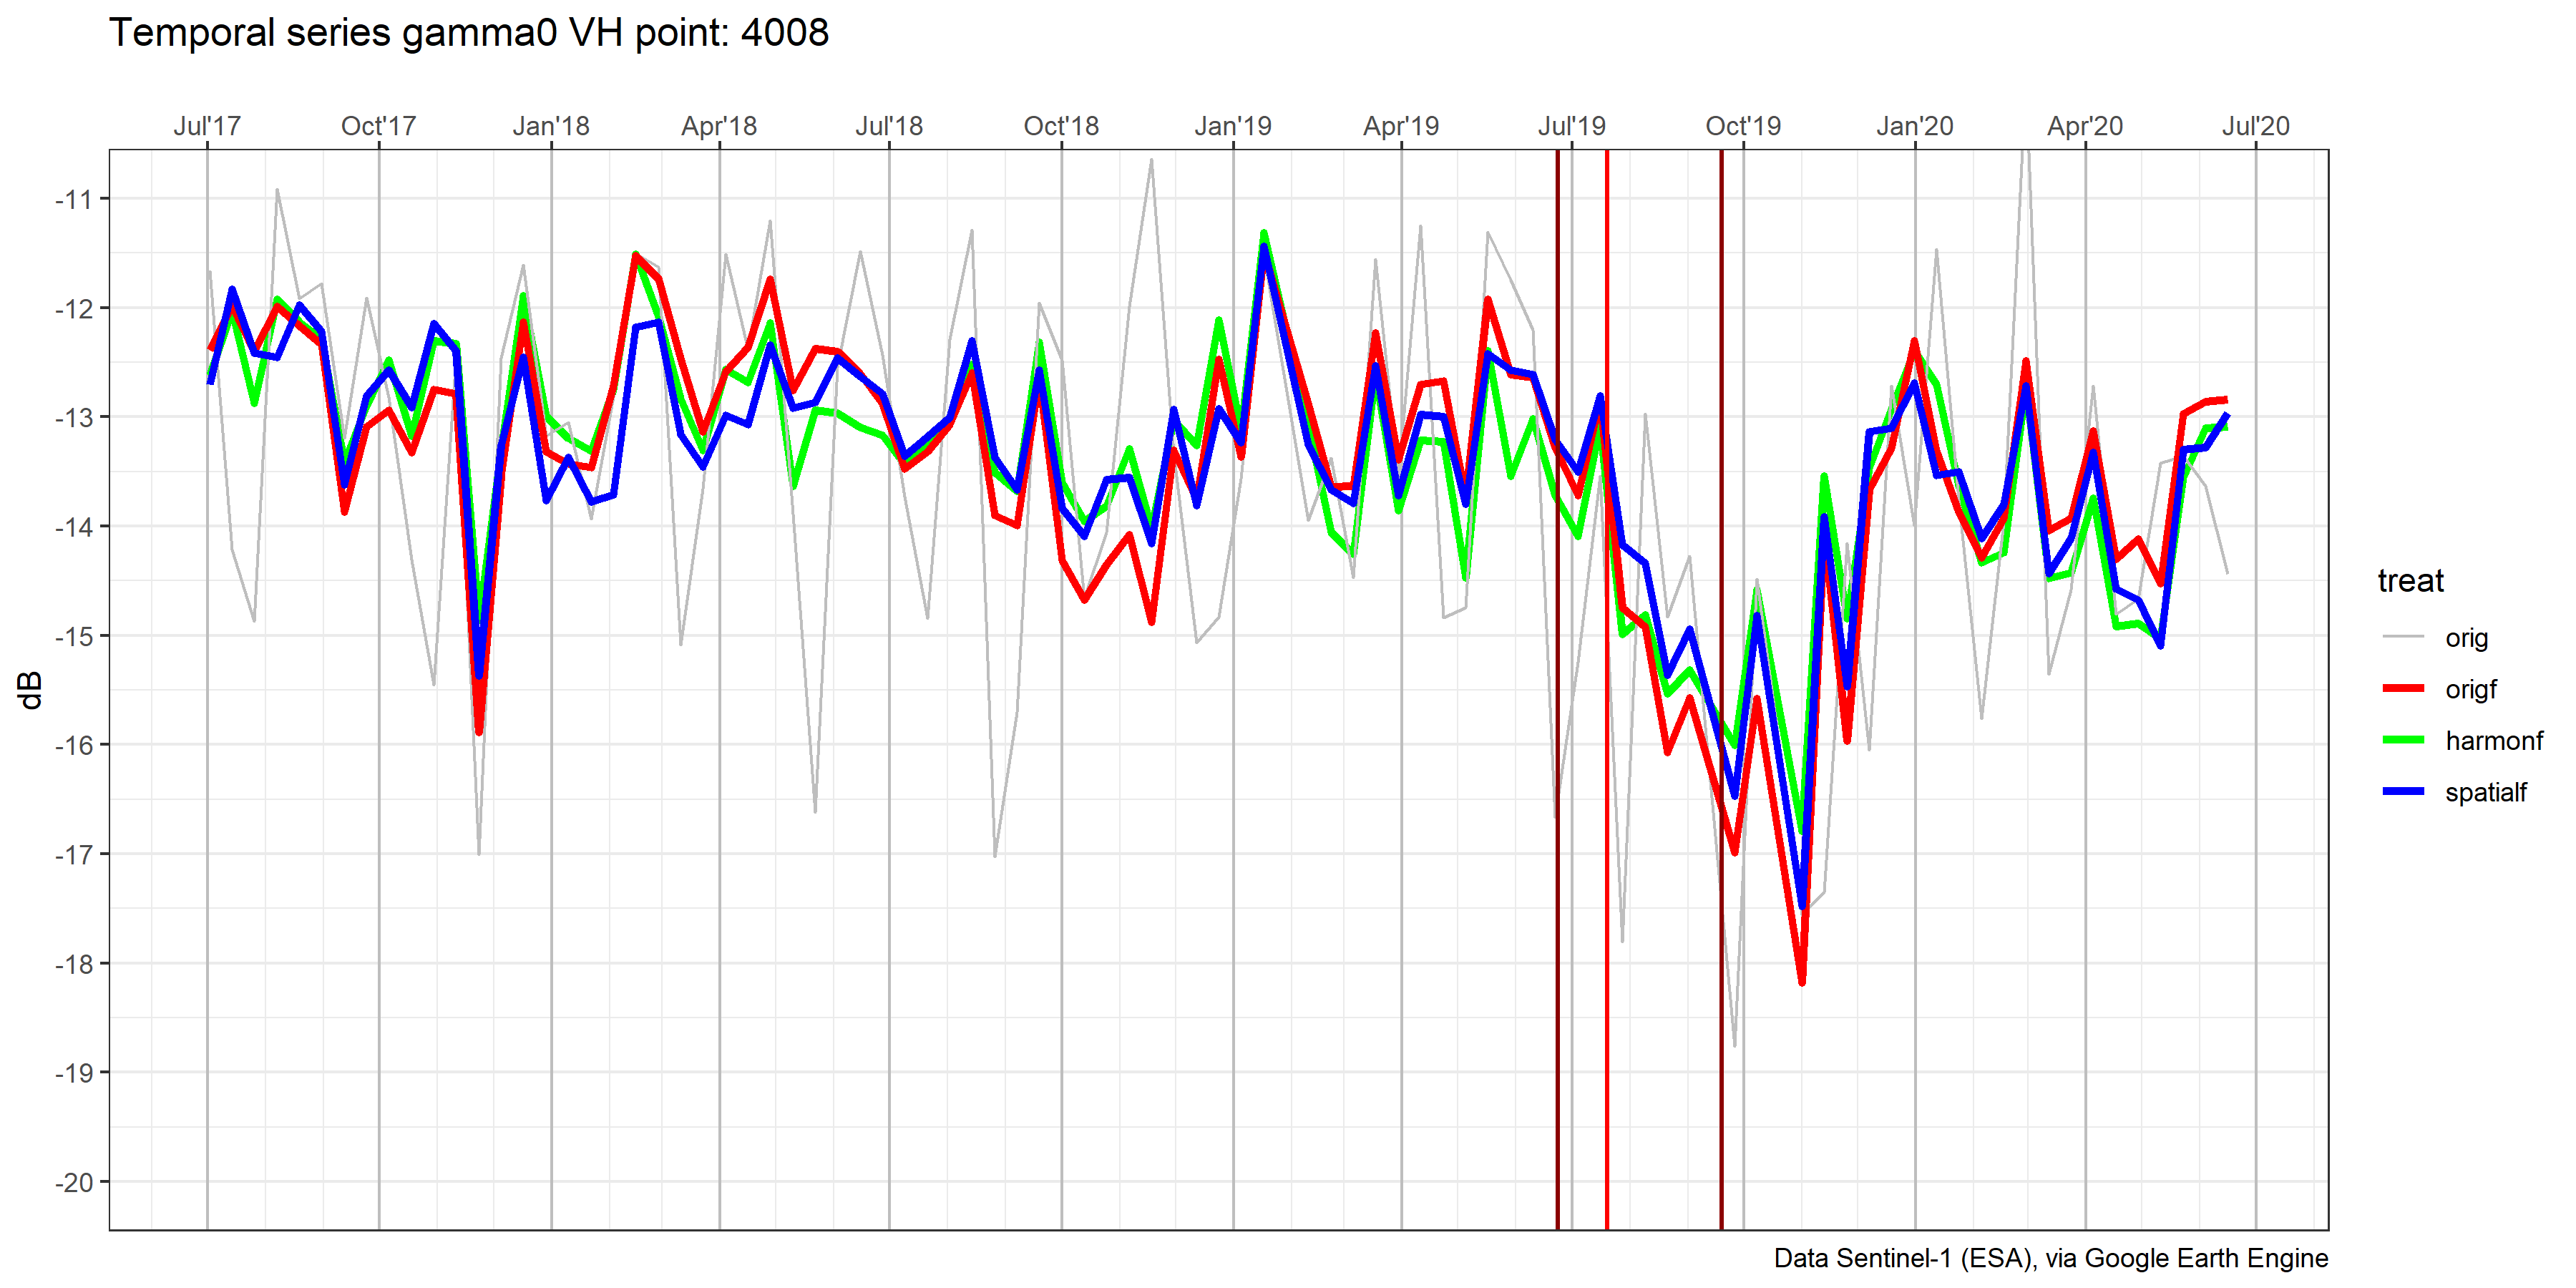 Temporal series gamma0 VH point: 4008
Jul'17 Oct'17 Jan'18 Apr'18 Jul'18 Oct'18 Jan'19 Apr'19 Jul'19 Oct'19 Jan'20 Apr'20 Jul'20
-11
-12
-13
-14
-15
-16
-17
-18
-19
-20
dB
treat
orig
origf
harmonf
spatialf
Data Sentinel-1 (ESA), via Google Earth Engine